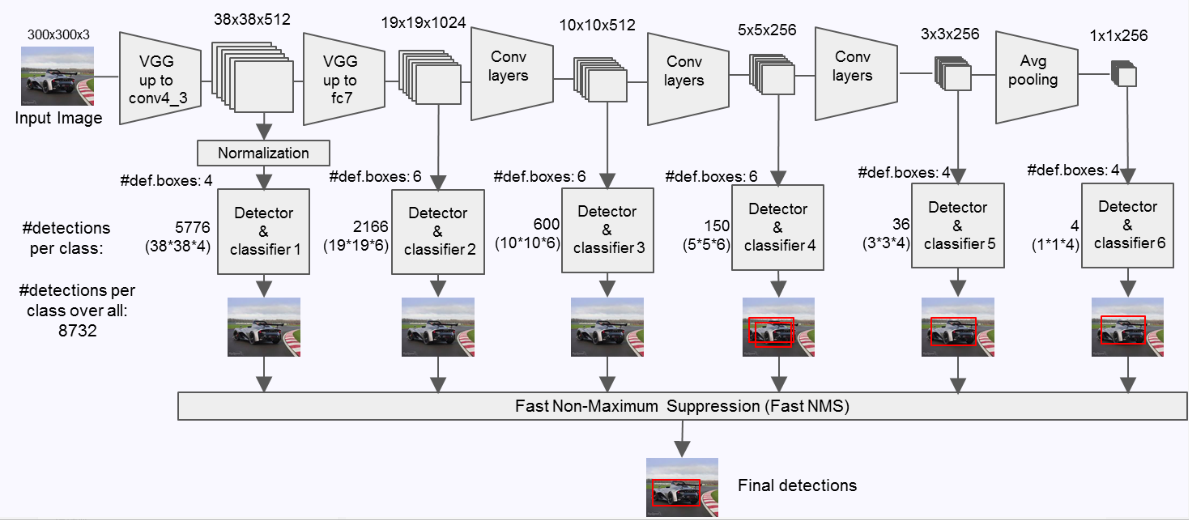 300x300x3
Input Image
VGG
up to
conv4_3
38x38x512
VGG
up to
fc7
19x19x1024
Conv
layers
10x10x512
Conv
layers
5x5x256
Conv
layers
3x3x256
Avg
pooling
1x1x256
Normalization
#def.boxes: 4
#def.boxes: 6
#def.boxes: 6
#def.boxes: 6
#def.boxes: 4
#def.boxes: 4
#detections
per class:
5776
(38*38*4)
Detector
&
classifier 1
2166
(19*19*6)
Detector
&
classifier 2
600
(10*10*6)
Detector
&
classifier 3
150
(5*5*6)
Detector
&
classifier 4
36
(3*3*4)
Detector
&
classifier 5
4
(1*1*4)
Detector
&
classifier 6
#detections per
class over all:
8732
Fast Non-Maximum Suppression (Fast NMS)
Final detections